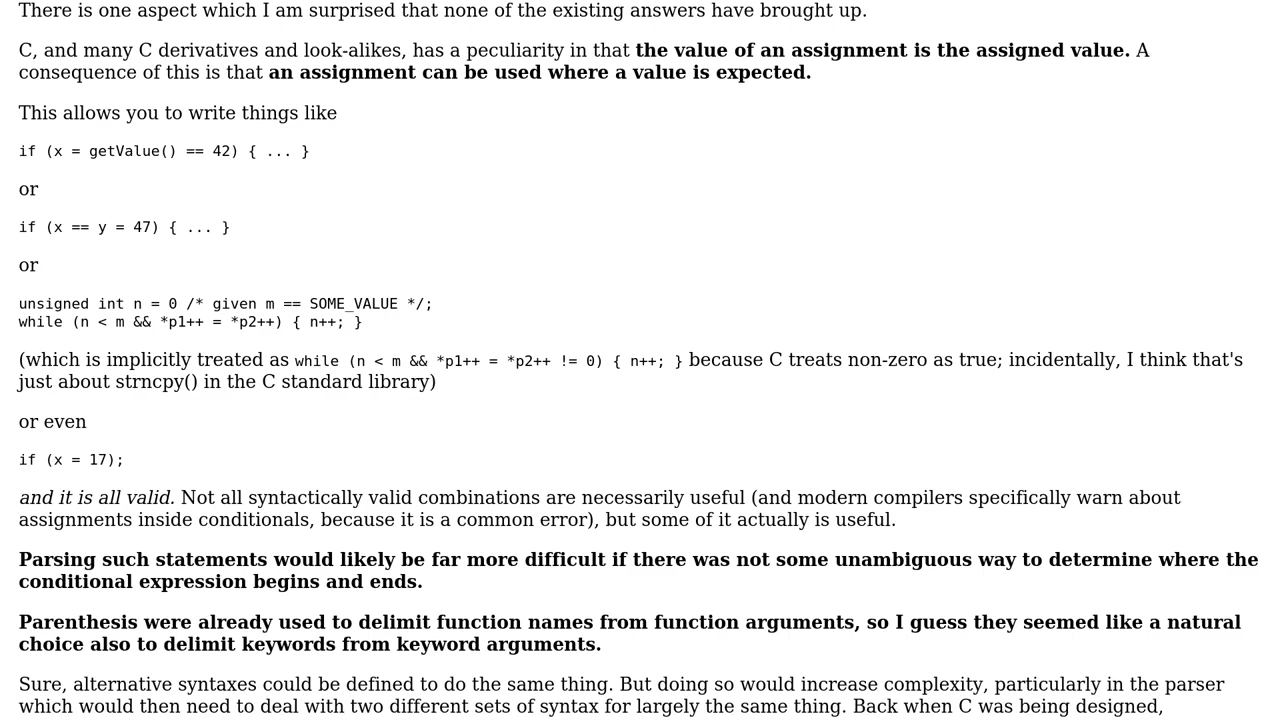 There is one aspect which I am surprised that none of the existing answers have brought up.
C, and many C derivatives and look-alikes, has a peculiarity in that the value of an assignment is the assigned value. A
consequence of this is that an assignment can be used where a value is expected.
This allows you to write things like
if (x = getValue() == 42) { ... }
or
if (x == y = 47) { ... }
or
unsigned int n = 0 /* given m == SOME_VALUE */;
while (n < m && *p1++ = *p2++) { n++; }
(which is implicitly treated as while (n < m && *p1++ = *p2++ != 0) { n++; } because C treats non-zero as true; incidentally, I think that's
just about strncpy() in the C standard library)
or even
if (x = 17);
and it is all valid. Not all syntactically valid combinations are necessarily useful (and modern compilers specifically warn about
assignments inside conditionals, because it is a common error), but some of it actually is useful.
Parsing such statements would likely be far more difficult if there was not some unambiguous way to determine where the
conditional expression begins and ends.
Parenthesis were already used to delimit function names from function arguments, so I guess they seemed like a natural
choice also to delimit keywords from keyword arguments.
Sure, alternative syntaxes could be defined to do the same thing. But doing so would increase complexity, particularly in the parser
which would then need to deal with two different sets of syntax for largely the same thing. Back when C was being designed,